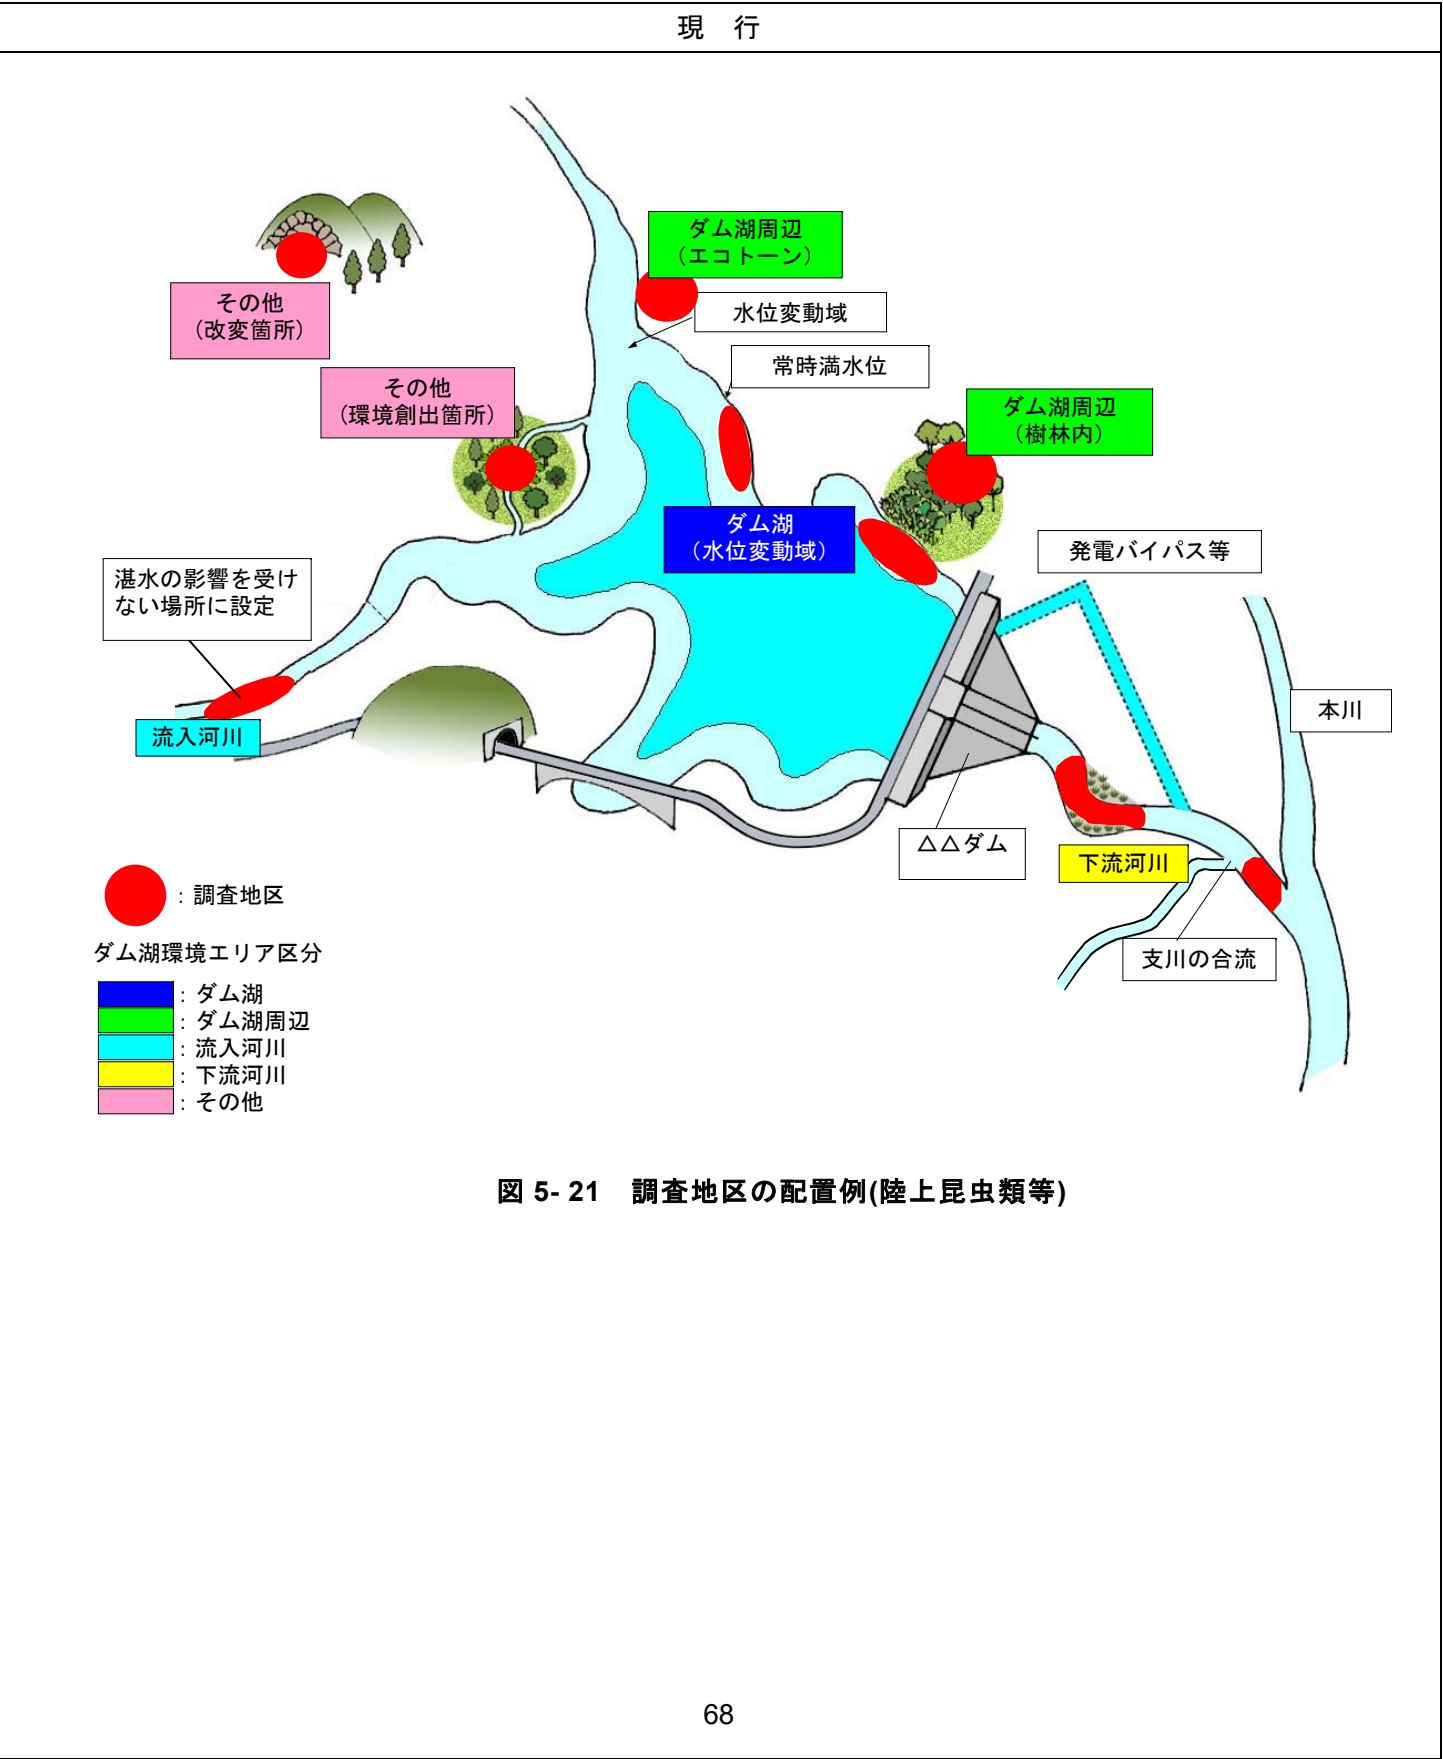 現　行
ダム湖周辺
（エコトーン）
その他
（改変箇所）
水位変動域
常時満水位
その他
（環境創出箇所）
ダム湖周辺
（樹林内）
ダム湖
（水位変動域）
発電バイパス等
湛水の影響を受け
ない場所に設定
本川
流入河川
△△ダム
下流河川
支川の合流
：調査地区
ダム湖環境エリア区分
：ダム湖
：ダム湖周辺
：流入河川
：下流河川
：その他
図 5- 21　調査地区の配置例(陸上昆虫類等)
68